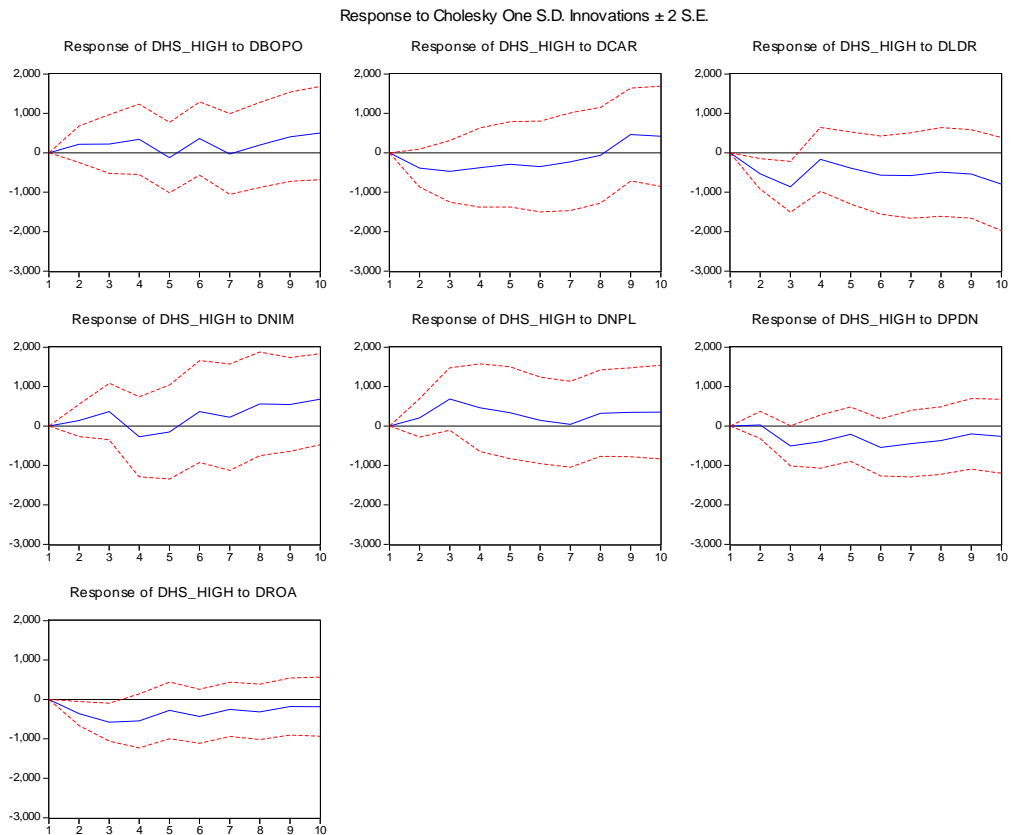 Response to Cholesky One S.D. Innovations ± 2 S.E.
Response of DHS_HIGH to DBOPO
2,000
1,000
0
-1,000
-2,000
-3,000
1 2 3 4 5 6 7 8 9 10
Response of DHS_HIGH to DCAR
2,000
1,000
0
-1,000
-2,000
-3,000
1 2 3 4 5 6 7 8 9 10
Response of DHS_HIGH to DLDR
2,000
1,000
0
-1,000
-2,000
-3,000
1 2 3 4 5 6 7 8 9 10
Response of DHS_HIGH to DNIM
2,000
1,000
0
-1,000
-2,000
-3,000
1 2 3 4 5 6 7 8 9 10
Response of DHS_HIGH to DNPL
2,000
1,000
0
-1,000
-2,000
-3,000
1 2 3 4 5 6 7 8 9 10
Response of DHS_HIGH to DPDN
2,000
1,000
0
-1,000
-2,000
-3,000
1 2 3 4 5 6 7 8 9 10
Response of DHS_HIGH to DROA
2,000
1,000
0
-1,000
-2,000
-3,000
1 2 3 4 5 6 7 8 9 10